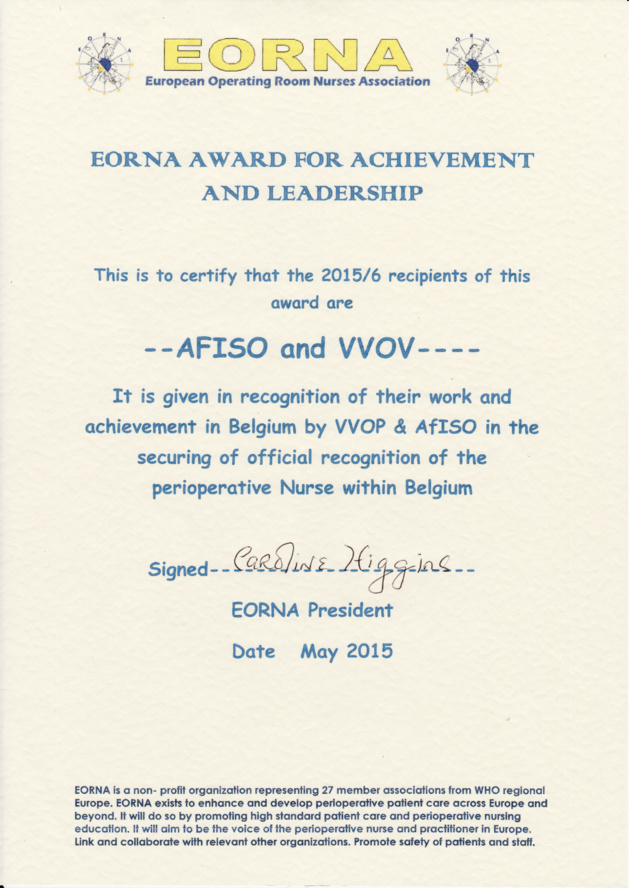 EORNA
European Operating Room Nurses Association
EORNA AWARD FOR ACHIEVEMENT
AND LEADERSHIP
This is to certify that the 2015/6 recipients of this
award are
--AFISO and VVOV----
It is given in recognition of their work and
achievement in Belgium by VVOP & AfISO in the
securing of official recognition of the
perioperative Nurse within Belgium
Signed--Caroline Higgins--
EORNA President
Date May 2015
EORNA is a non- profit organization representing 27 member associations from WHO regional
Europe. EORNA exists to enhance and develop perioperative patient care across Europe and
beyond. It will do so by promoting high standard patient care and perioperative nursing
education. It will aim to be the voice of the perioperative nurse and practitioner in Europe.
Link and collaborate with relevant other organizations. Promote safety of patients and staff.